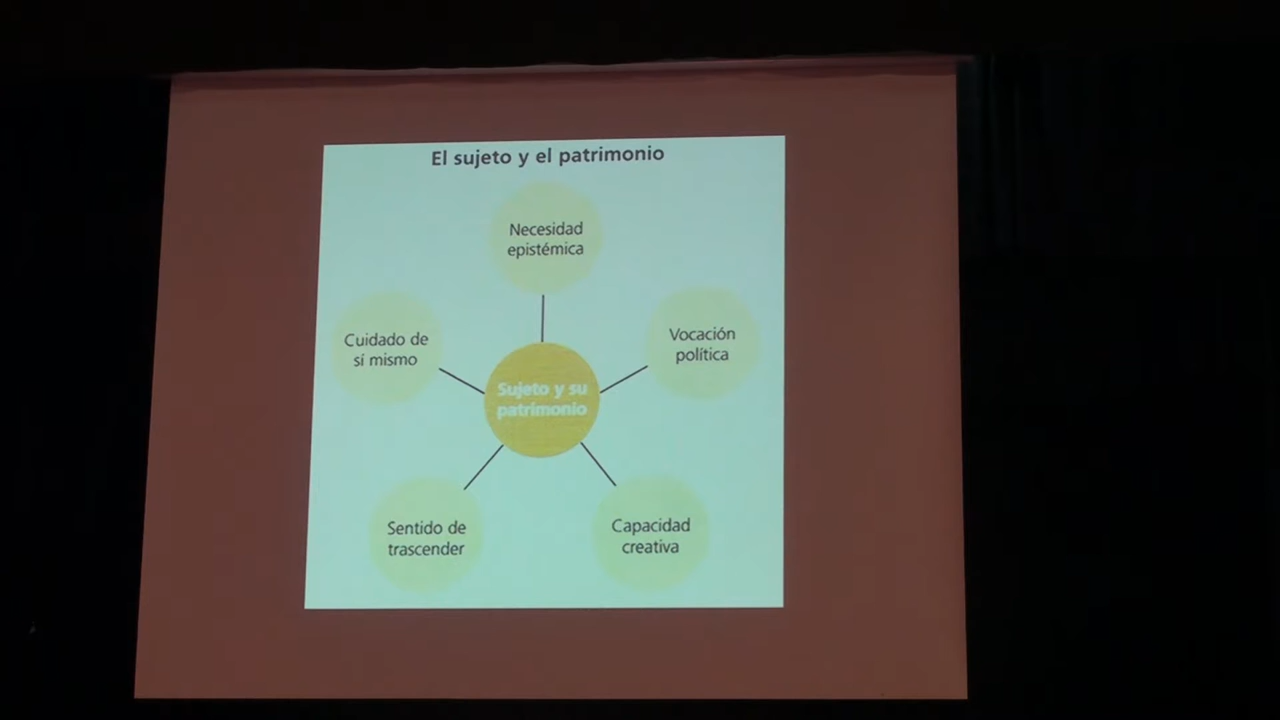 El sujeto y el patrimonio
Necesidad
epistémica
Vocación
política
Capacidad
creativa
Sentido de
trascender
Cuidado de
sí mismo
Sujeto y su
patrimonio